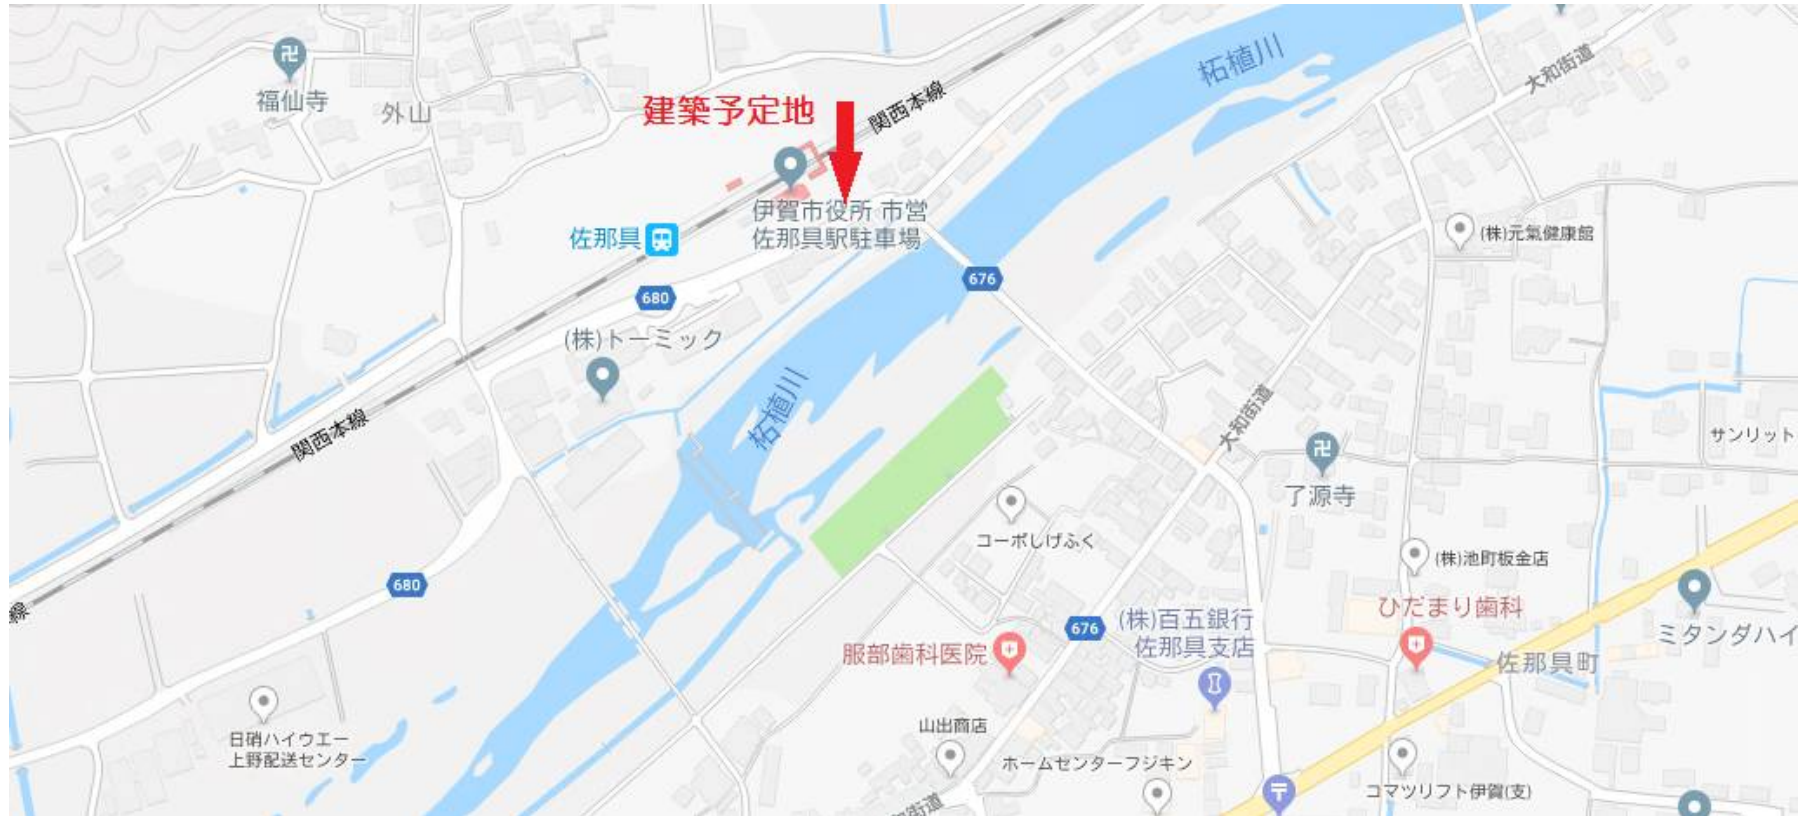 柘植川
大和街道
福仙寺
外山
建築予定地
関西本線
伊賀市役所 市営
佐那具駅駐車場
佐那具
676
(株)元氣健康館
680
(株)トーミック
柘植川
関西本線
大和街道
サンリット
了源寺
コーポしげふく
(株)池町板金店
680
線
ひだまり歯科
676
(株)百五銀行
佐那具支店
服部歯科医院
ミタンダハイ
佐那具町
山出商店
日硝ハイウエー
上野配送センター
ホームセンターフジキン
コマツリフト伊賀(支)
街道